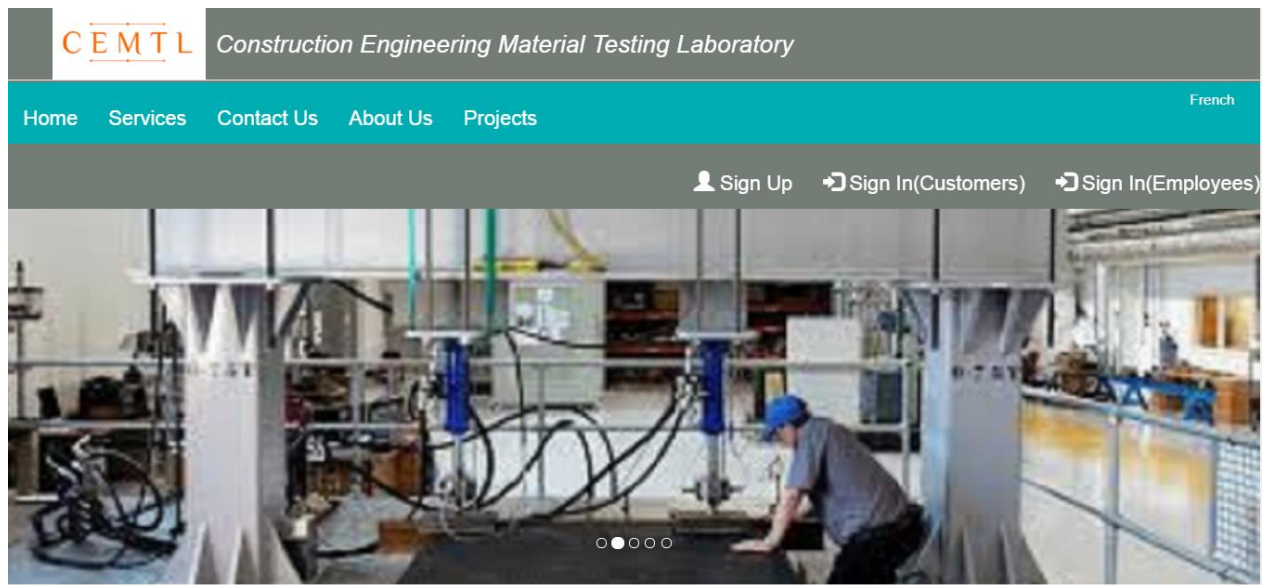 CEMTL Construction Engineering Material Testing Laboratory
French
Home Services Contact Us About Us Projects
Sign Up Sign In(Customers) Sign In(Employees)